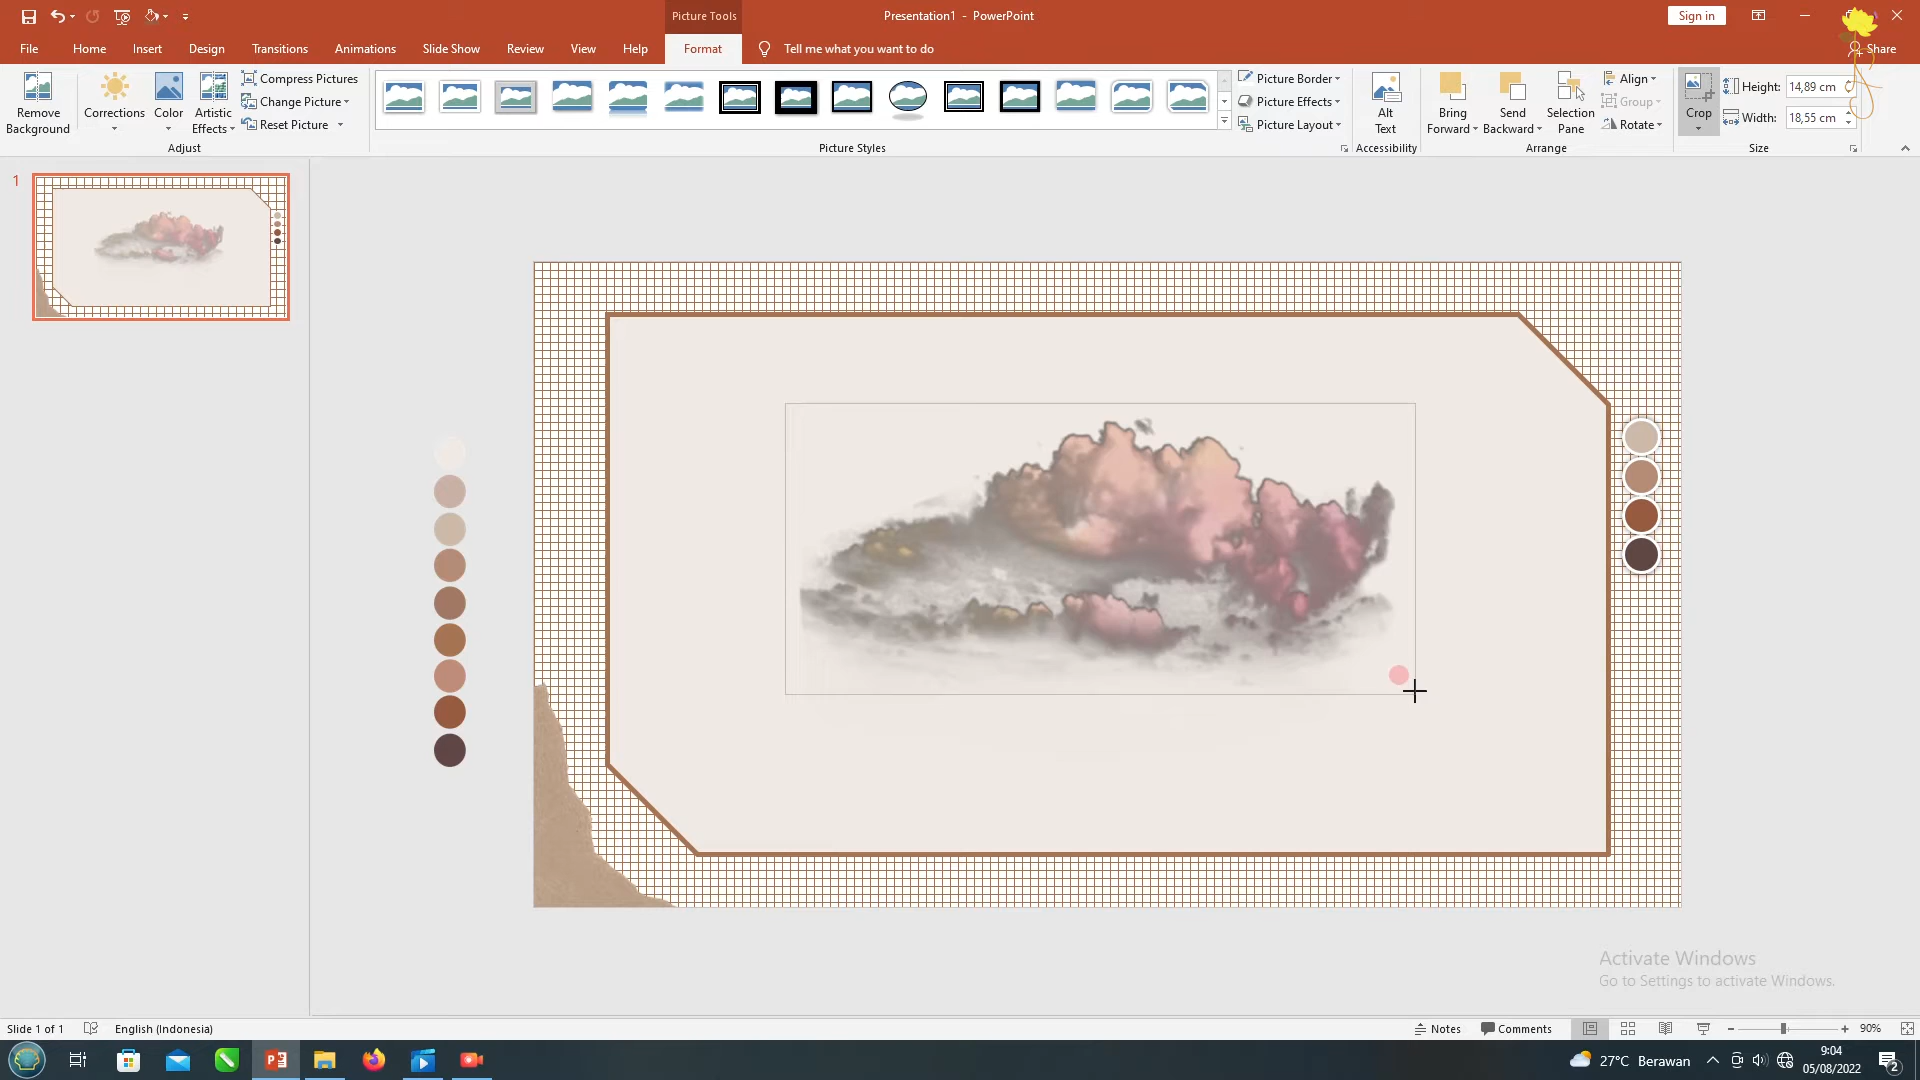 Picture Tools
Presentation1 - PowerPoint
Sign in
File
Home
Insert
Design
Transitions
Animations
Slide Show
Review
View
Help
Format
Tell me what you want to do
Share
Remove Background
Corrections
Color
Artistic Effects
Compress Pictures
Change Picture
Reset Picture
Adjust
Picture Styles
Picture Border
Picture Effects
Picture Layout
Alt Text
Accessibility
Bring Forward
Send Backward
Selection Pane
Align
Group
Rotate
Arrange
Crop
Height: 14,89 cm
Width: 18,55 cm
Size
1
Activate Windows
Go to Settings to activate Windows.
Slide 1 of 1
English (Indonesia)
Notes
Comments
90%
27°C Berawan
9:04
05/08/2022
2